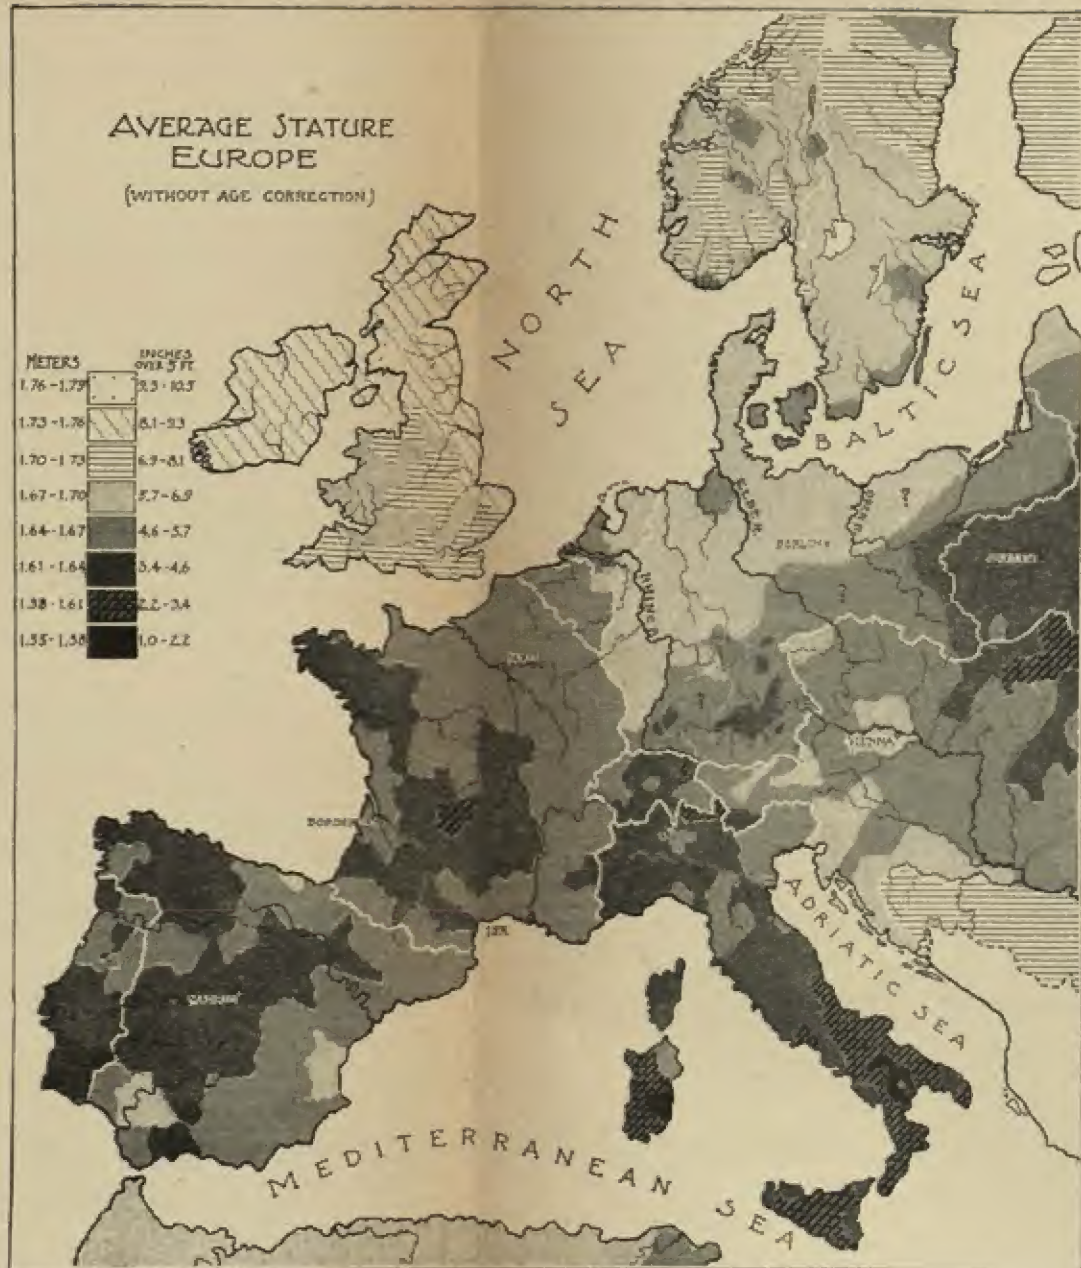 AVERAGE STATURE
EUROPE
(WITHOUT AGE CORRECTION)
METERS
INCHES
OVER 5 FT.
1.76-1.79 9.3-10.5
1.73-1.76 8.1-9.3
1.70-1.73 6.9-8.1
1.67-1.70 5.7-6.9
1.64-1.67 4.6-5.7
1.61-1.64 3.4-4.6
1.58-1.61 2.2-3.4
1.55-1.58 1.0-2.2
NORTH
SEA
BALTIC SEA
ELBE R.
BERLIN
?
RHINE R.
?
PARIS
?
VIENNA
MADRID
ADRIATIC SEA
MEDITERRANEAN SEA